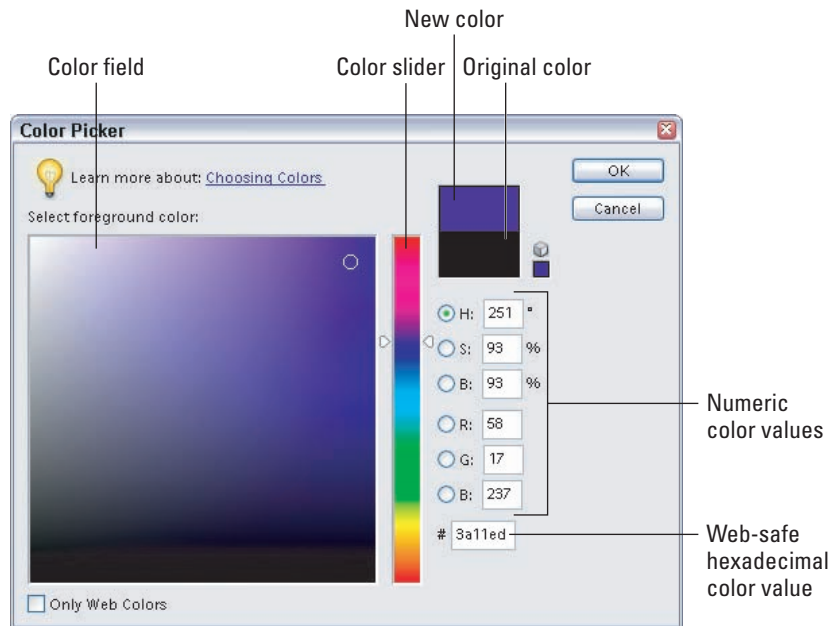 New color
Color field
Color slider
Original color
Color Picker
Learn more about: Choosing Colors
OK
Cancel
Select foreground color:
H: 251 °
S: 93 %
B: 93 %
R: 58
G: 17
B: 237
Numeric
color values
# 3a11ed
Web-safe
hexadecimal
color value
Only Web Colors